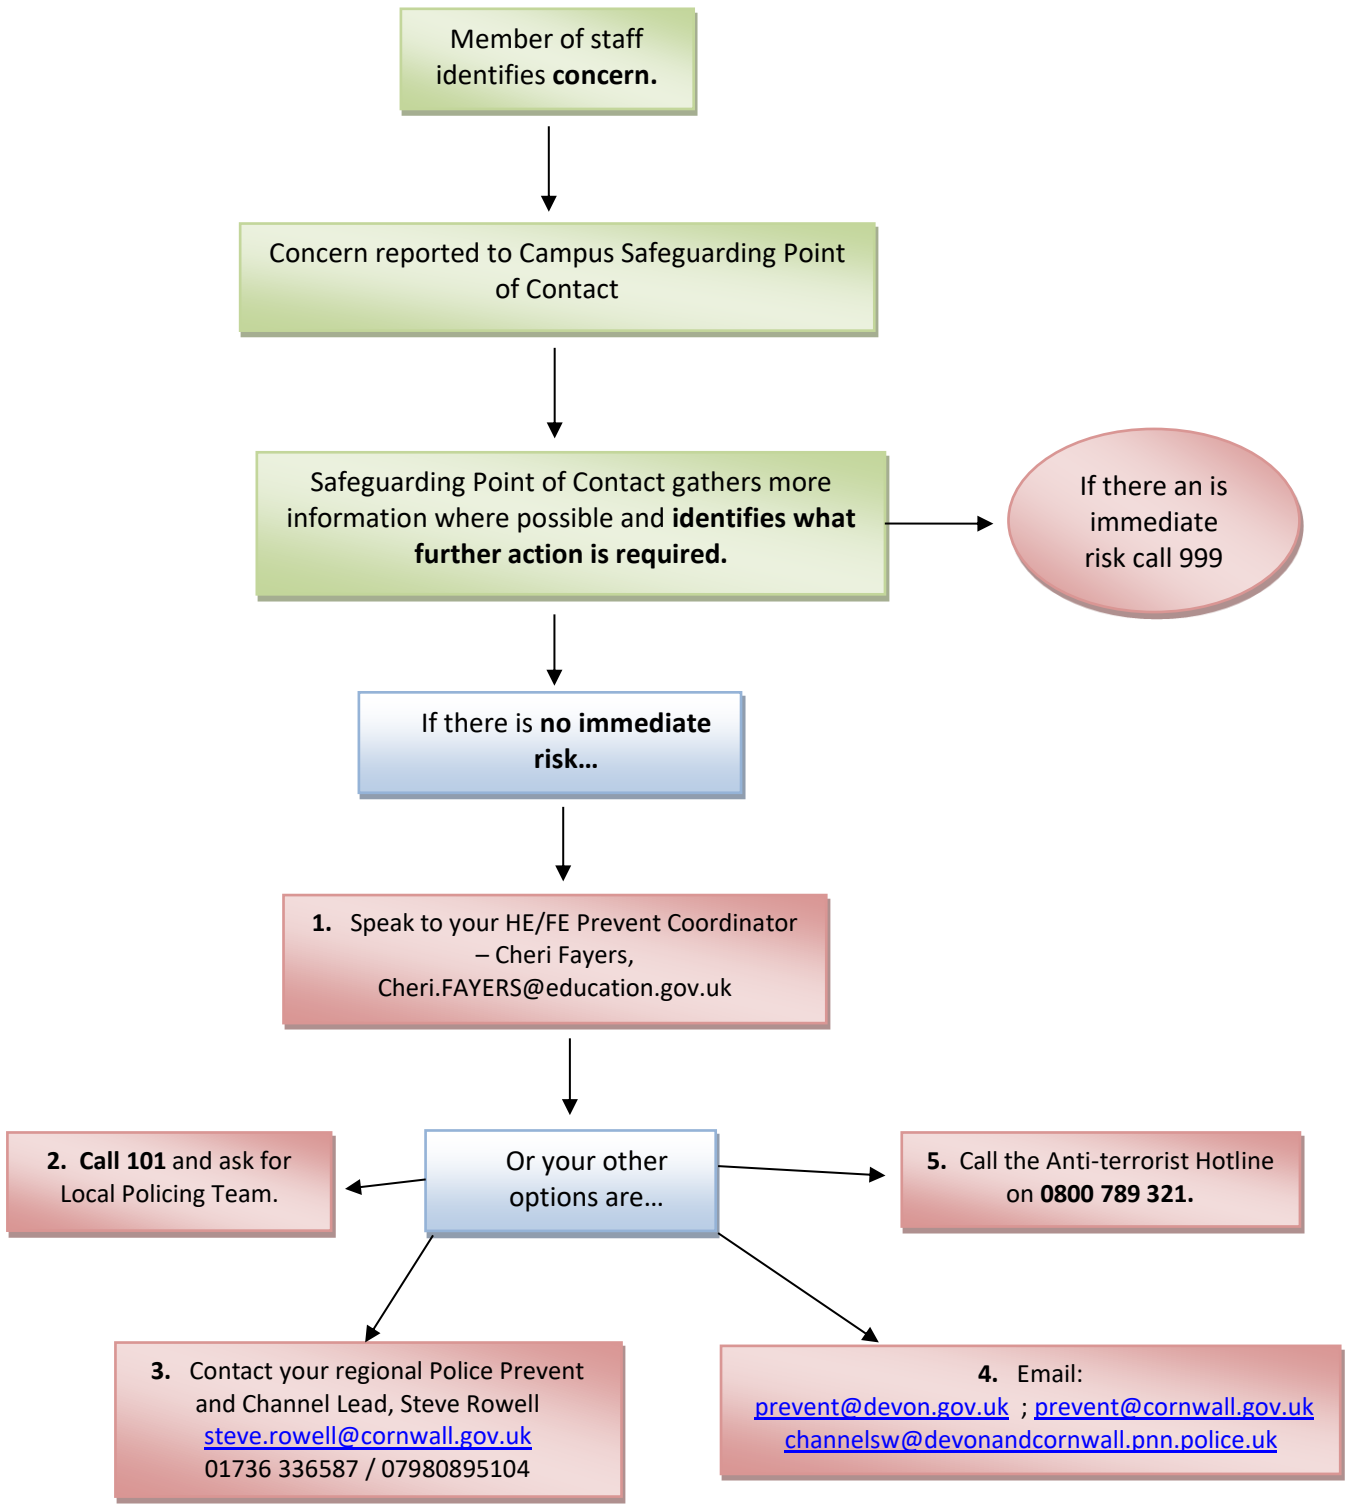 Member of staff
identifies concern.
Concern reported to Campus Safeguarding Point
of Contact
Safeguarding Point of Contact gathers more
information where possible and identifies what
further action is required.
If there an is
immediate
risk call 999
If there is no immediate
risk…
1. Speak to your HE/FE Prevent Coordinator
– Cheri Fayers,
Cheri.FAYERS@education.gov.uk
Or your other
options are…
2. Call 101 and ask for
Local Policing Team.
3. Contact your regional Police Prevent
and Channel Lead, Steve Rowell
steve.rowell@cornwall.gov.uk
01736 336587 / 07980895104
4. Email:
prevent@devon.gov.uk ; prevent@cornwall.gov.uk
channelsw@devonandcornwall.pnn.police.uk
5. Call the Anti-terrorist Hotline
on 0800 789 321.